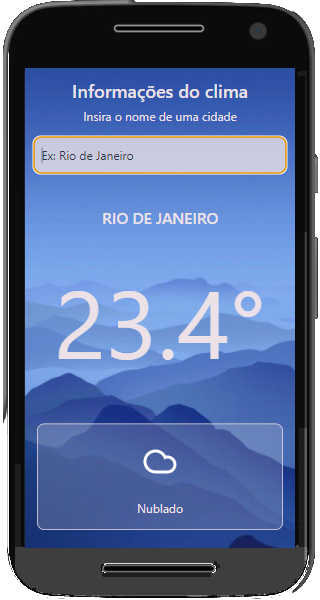 Informações do clima
Insira o nome de uma cidade
Ex: Rio de Janeiro
RIO DE JANEIRO
23.4°
Nublado